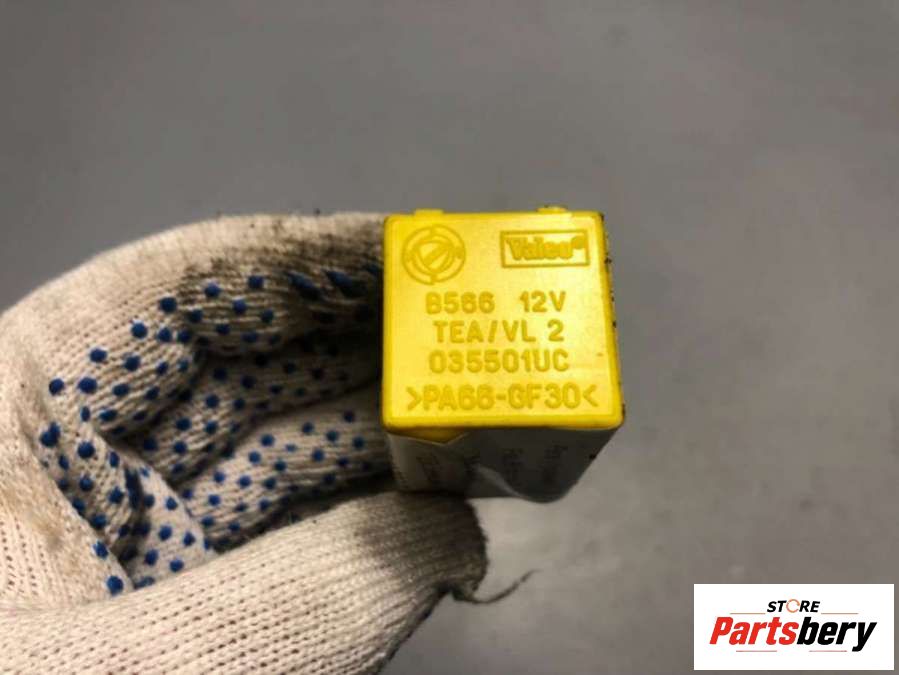 Valeo®
B566 12V
TEA/VL 2
035501UC
>PA66-GF30<
STORE
Partsbery